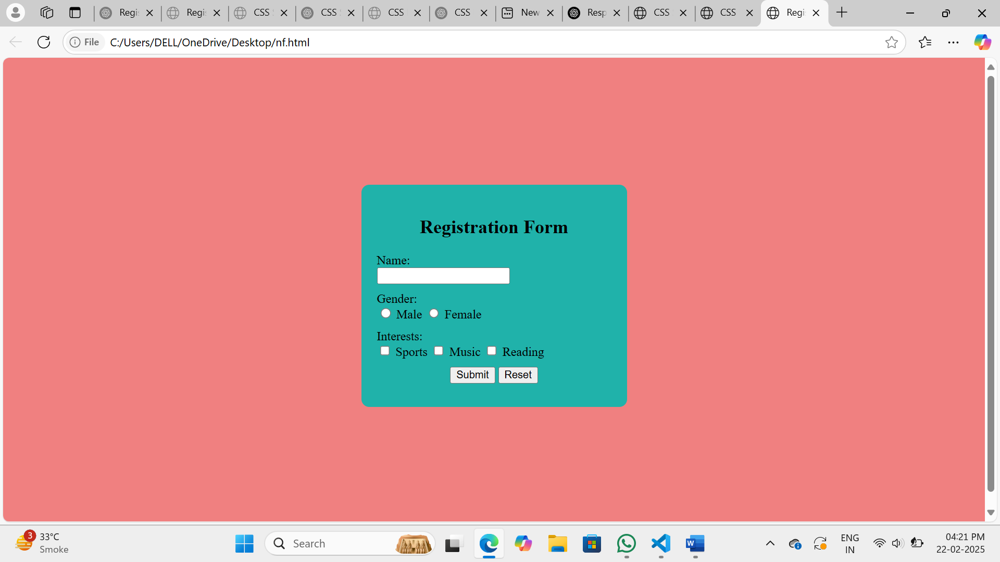 Regi
Regi
CSS
CSS
CSS
CSS
New
Resp
CSS
CSS
Regi
File C:/Users/DELL/OneDrive/Desktop/nf.html
Registration Form
Name:
Gender:
Male Female
Interests:
Sports Music Reading
Submit Reset
3
33°C
Smoke
Search
W
ENG
IN
04:21 PM
22-02-2025